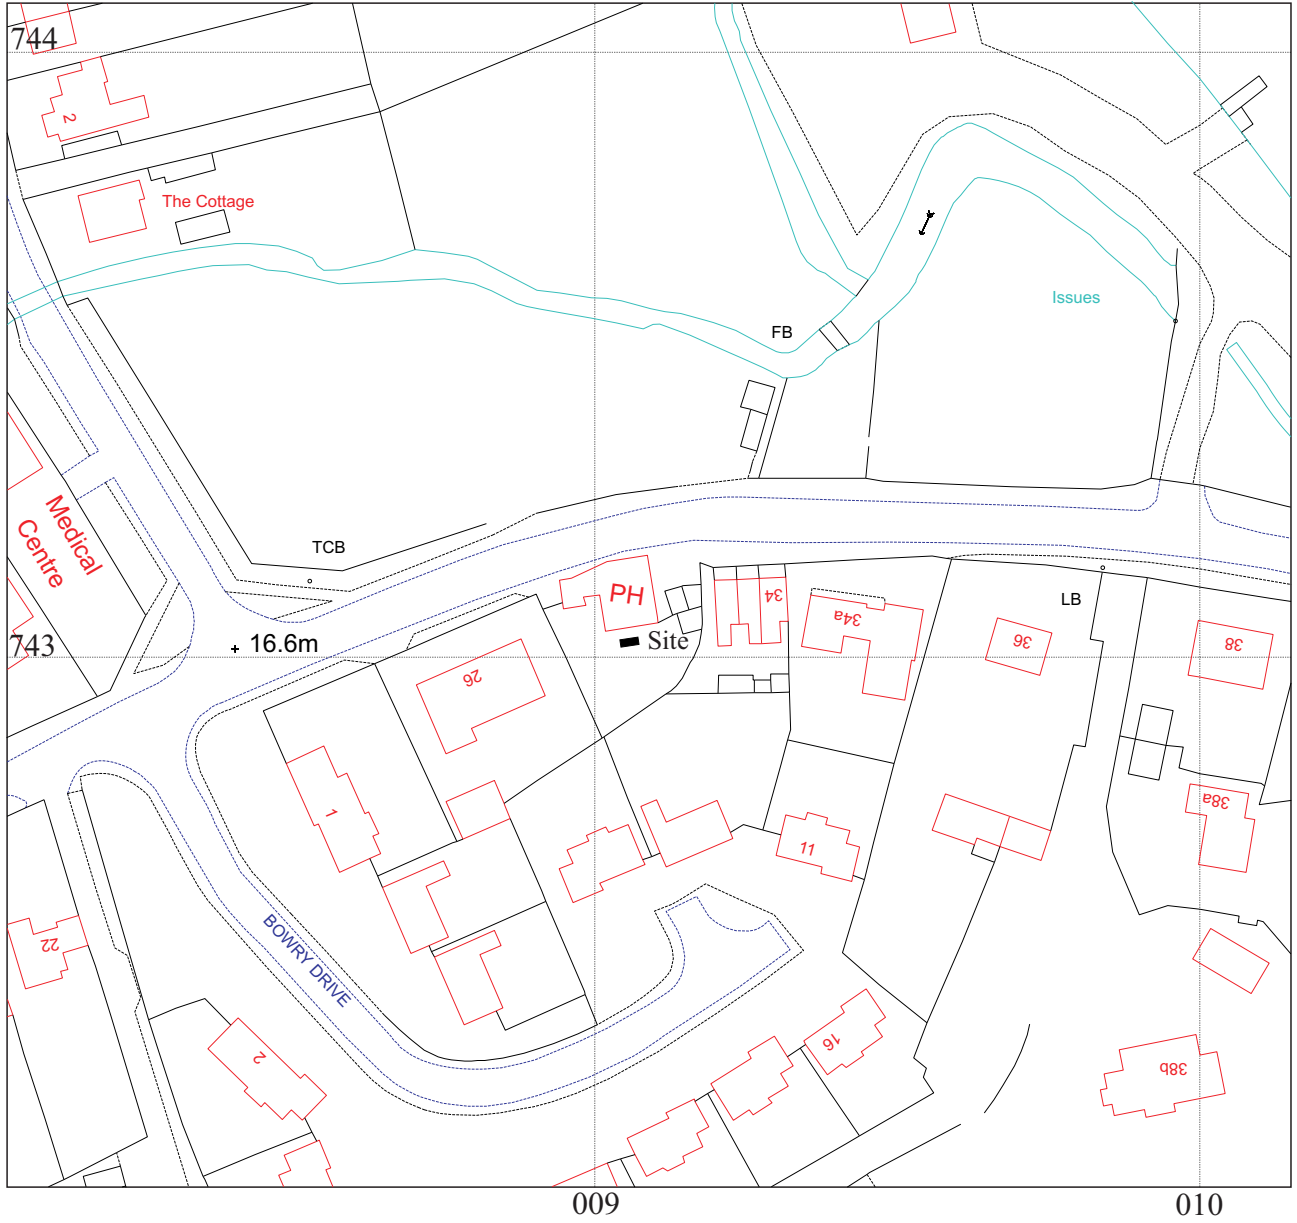 744
2
The Cottage
Issues
FB
Medical
Centre
TCB
PH
34
34a
LB
36
38
743
16.6m
Site
26
1
11
38a
22
BOWRY DRIVE
2
16
38b
009
010